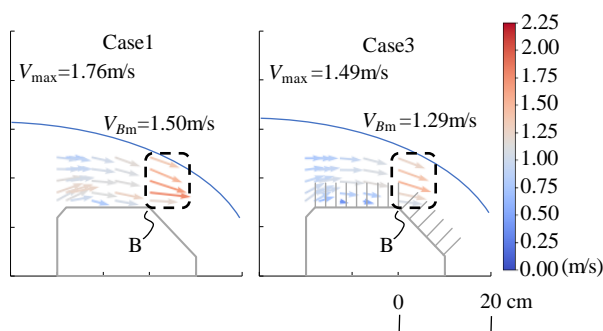 Case1
V_max=1.76m/s
V_Bm=1.50m/s
B
Case3
V_max=1.49m/s
V_Bm=1.29m/s
B
2.25
2.00
1.75
1.50
1.25
1.00
0.75
0.50
0.25
0.00 (m/s)
0
20 cm